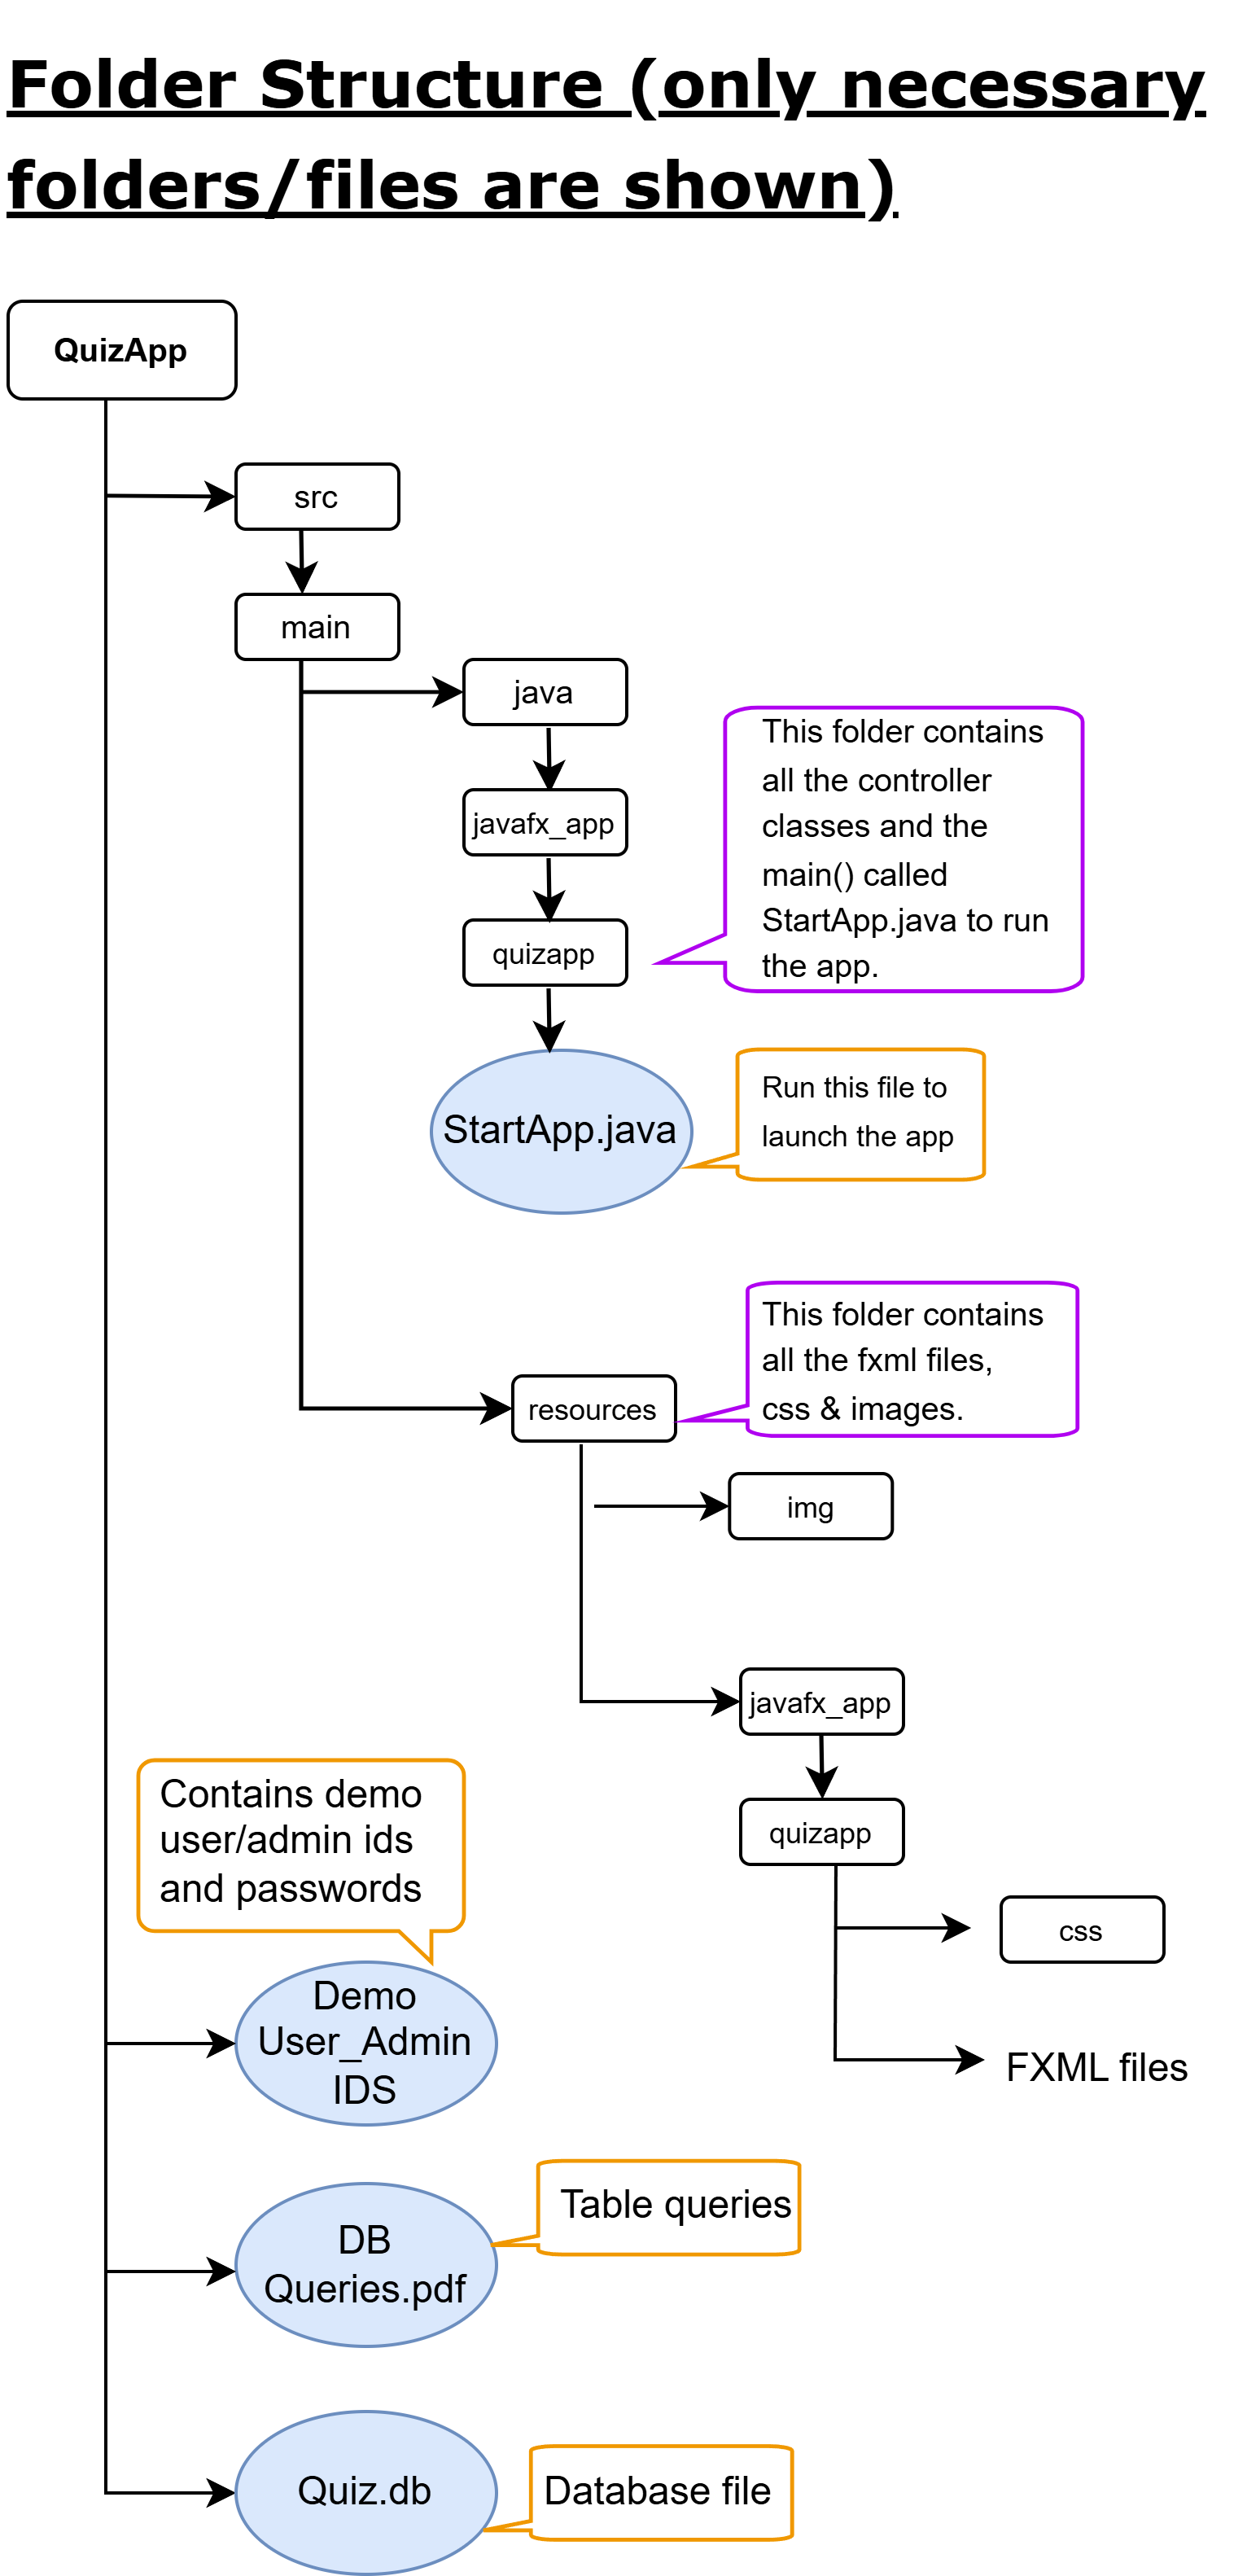 Folder Structure (only necessary
folders/files are shown)
QuizApp
src
main
java
This folder contains
all the controller
classes and the
main() called
StartApp.java to run
the app.
javafx_app
quizapp
StartApp.java
Run this file to
launch the app
This folder contains
all the fxml files,
css & images.
resources
img
javafx_app
quizapp
Contains demo
user/admin ids
and passwords
css
Demo
User_Admin
IDS
FXML files
Table queries
DB
Queries.pdf
Quiz.db
Database file